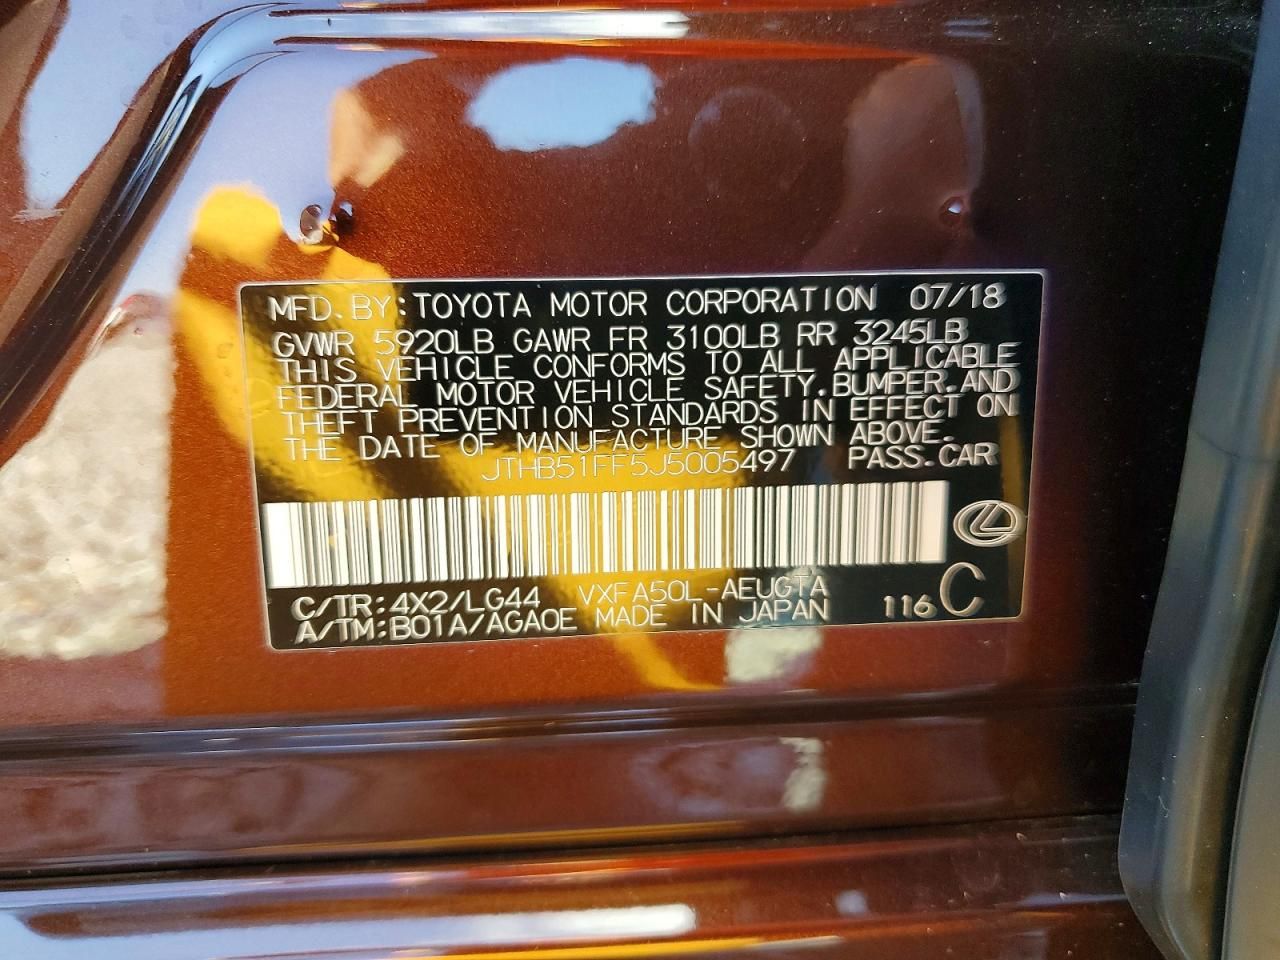 MFD.BY:TOYOTA MOTOR CORPORATION 07/18
GVWR 5920LB GAWR FR 3100LB RR 3245LB
THIS VEHICLE CONFORMS TO ALL APPLICABLE
FEDERAL MOTOR VEHICLE SAFETY.BUMPER.AND
THEFT PREVENTION STANDARDS IN EFFECT ON
THE DATE OF MANUFACTURE SHOWN ABOVE.
JTHB51FF5J5005497 PASS.CAR
C/TR:4X2/LG44 VXFA50L-AEUGTA
A/TM:B01A/AGA0E MADE IN JAPAN 116 C